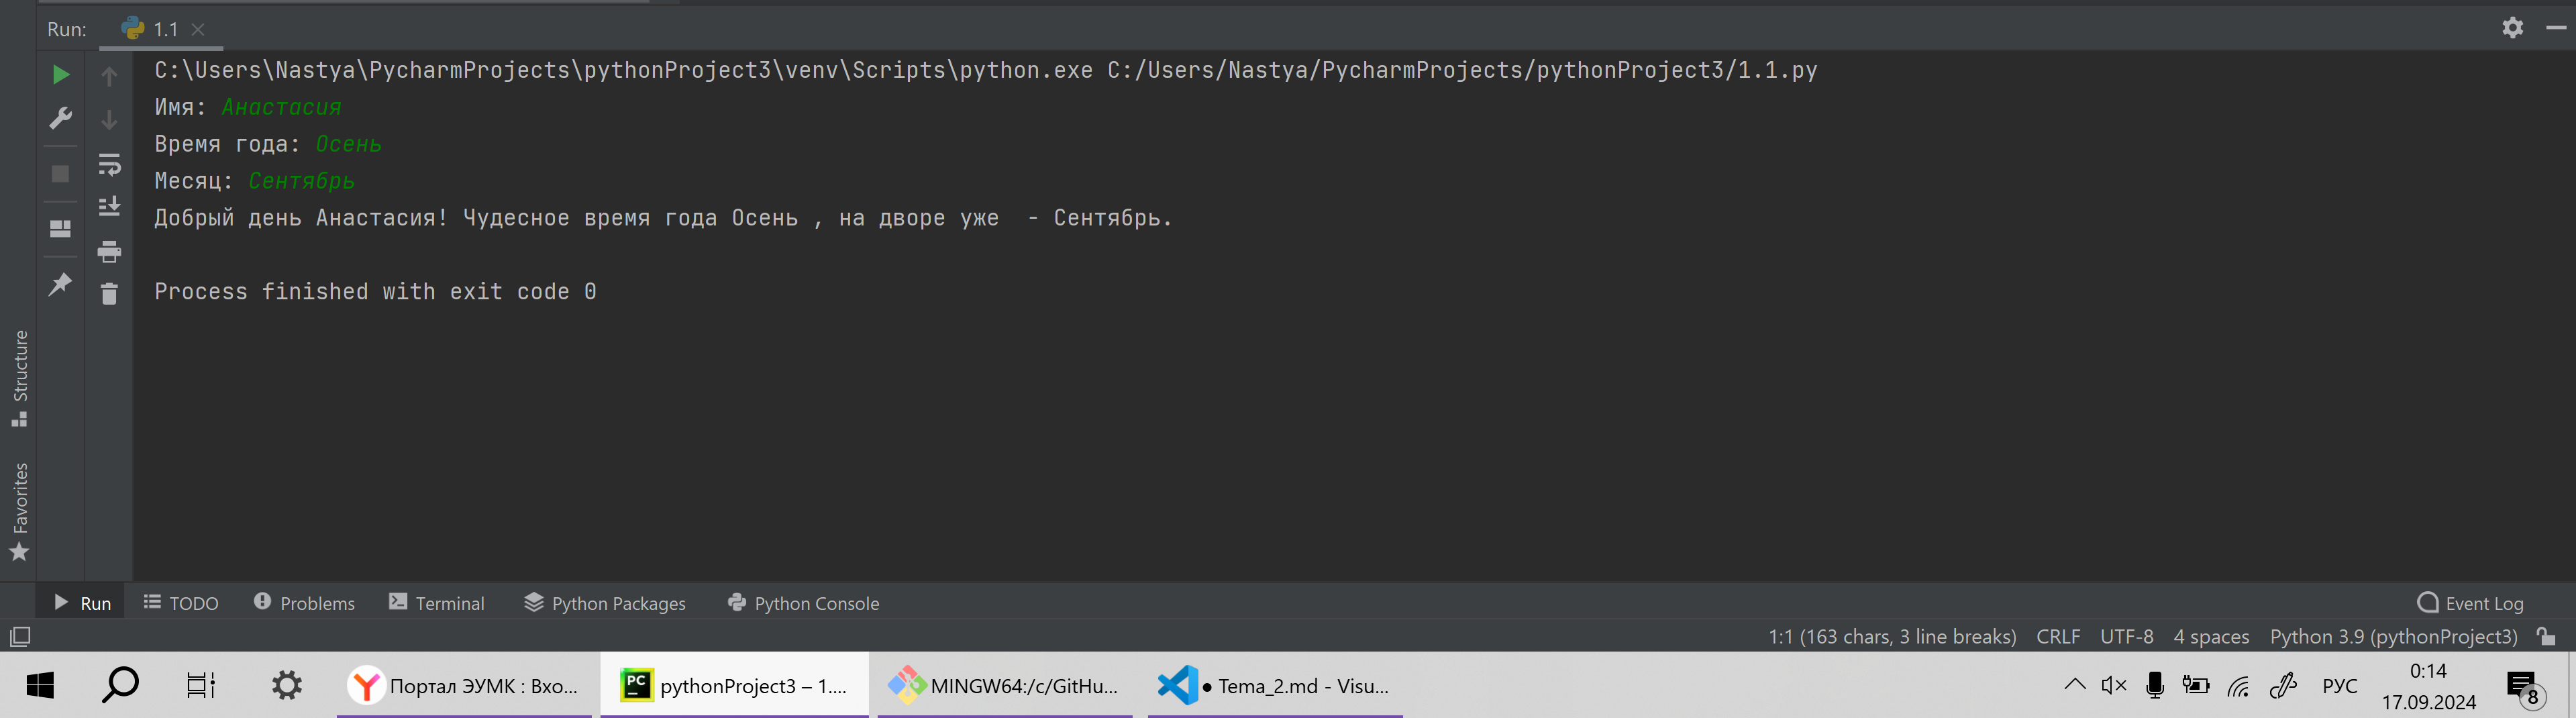 Run: 1.1
C:\Users\Nastya\PycharmProjects\pythonProject3\venv\Scripts\python.exe C:/Users/Nastya/PycharmProjects/pythonProject3/1.1.py
Имя: Анастасия
Время года: Осень
Месяц: Сентябрь
Добрый день Анастасия! Чудесное время года Осень , на дворе уже  - Сентябрь.
Process finished with exit code 0
Structure
Favorites
Run TODO Problems Terminal Python Packages Python Console Event Log
1:1 (163 chars, 3 line breaks) CRLF UTF-8 4 spaces Python 3.9 (pythonProject3)
Портал ЭУМК : Вхо... PC pythonProject3 – 1.... MINGW64:/c/GitHu... ● Tema_2.md - Visu... РУС 0:14
17.09.2024 8